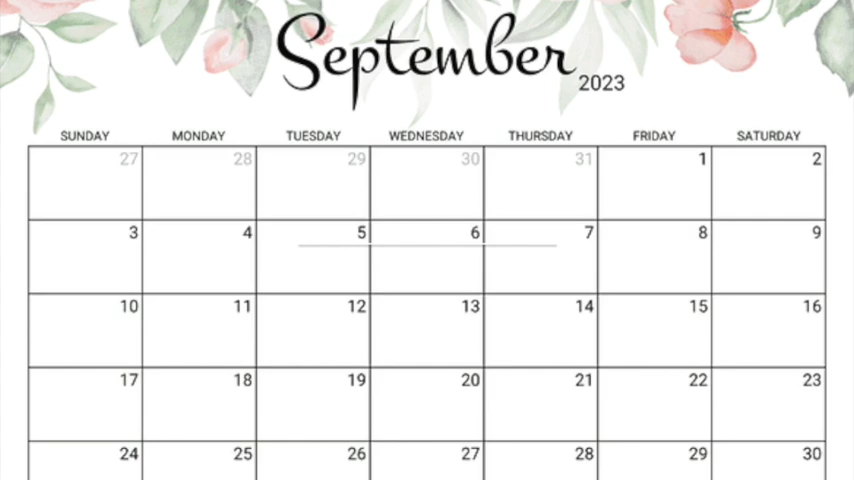 September
2023
SUNDAY MONDAY TUESDAY WEDNESDAY THURSDAY FRIDAY SATURDAY
27 28 29 30 31 1 2
3 4 5 6 7 8 9
10 11 12 13 14 15 16
17 18 19 20 21 22 23
24 25 26 27 28 29 30